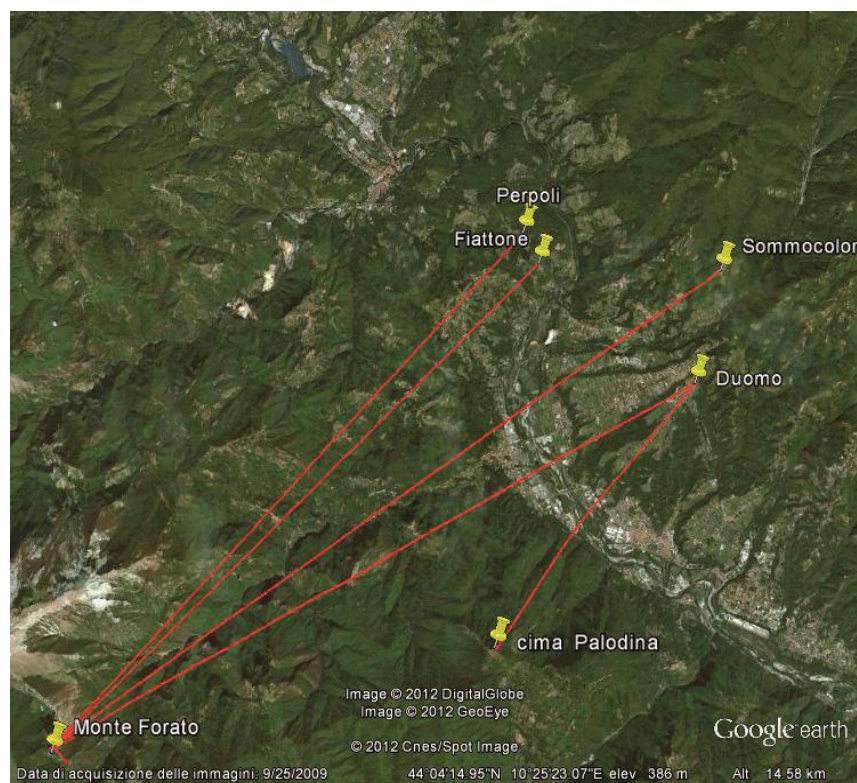 Perpoli
Fiattone
Sommocolor
Duomo
cima Palodina
Monte Forato
Image © 2012 DigitalGlobe
Image © 2012 GeoEye
© 2012 Cnes/Spot Image
Google earth
Data di acquisizione delle immagini: 9/25/2009 44°04'14.95"N 10°25'23.07"E elev 386 m Alt 14.58 km